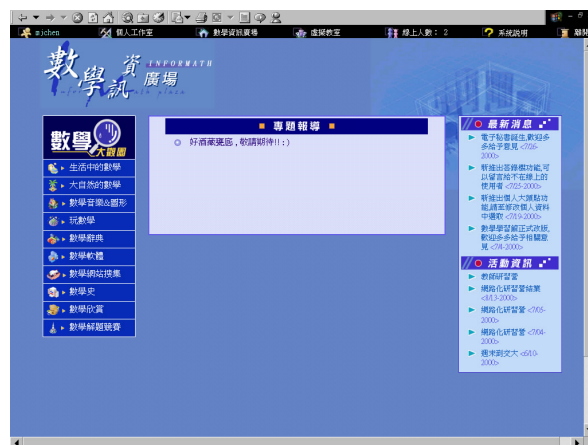 mjchen 個人工作室 數學資訊廣場 虛擬教室 線上人數： 2 系統說明
數學資訊廣場
INFORMATH
數學
大觀園
生活中的數學
大自然的數學
數學音樂&圖形
玩數學
數學辭典
數學軟體
數學網站搜集
數學史
數學欣賞
數學解題競賽
專題報導
好酒藏甕底，敬請期待!! :)
最新消息
電子秘書誕生,歡迎多
多給予意見 <7/26-
2000>
新推出答錄機功能,可
以留言給不在線上的
使用者 <7/25-2000>
新推出個人大頭貼功
能,請至修改個人資料
中選取 <7/19-2000>
數學學習館正式改版,
歡迎多多給予相關意
見 <7/4-2000>
活動資訊
教師研習營
網路化研習營結業
<8/13-2000>
網路化研習營 <7/05-
2000>
網路化研習營 <7/04-
2000>
週末到交大 <6/10-
2000>